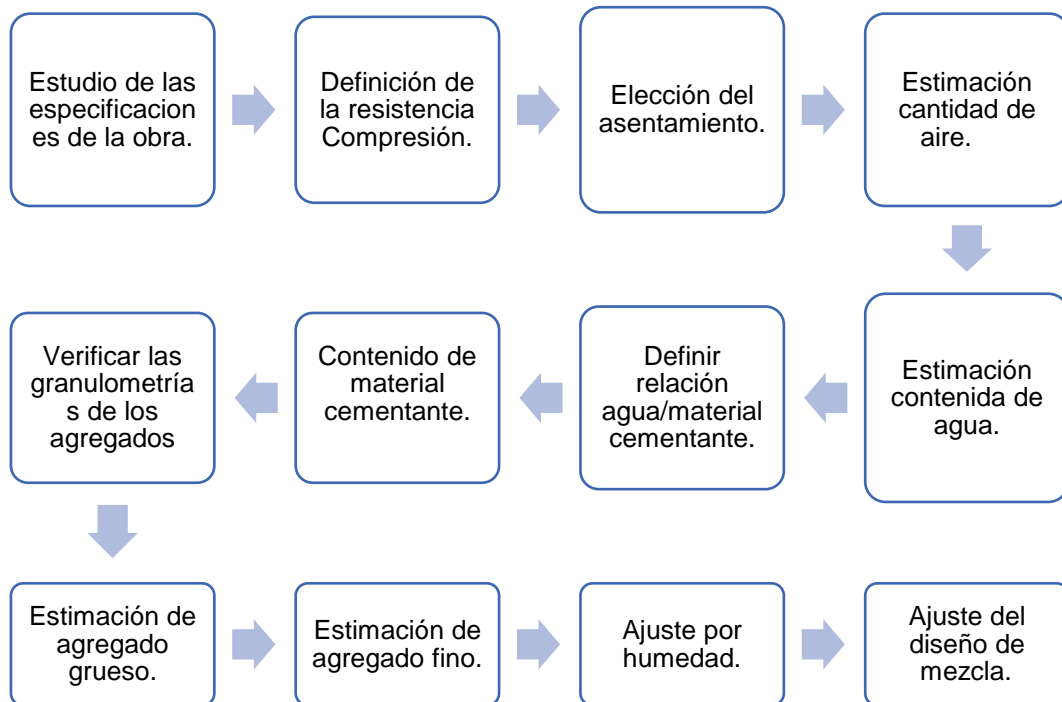 Estudio de las
especificacion
es de la obra.
Definición de
la resistencia
Compresión.
Elección del
asentamiento.
Estimación
cantidad de
aire.
Estimación
contenida de
agua.
Definir
relación
agua/material
cementante.
Contenido de
material
cementante.
Verificar las
granulometría
s de los
agregados
Estimación de
agregado
grueso.
Estimación de
agregado fino.
Ajuste por
humedad.
Ajuste del
diseño de
mezcla.